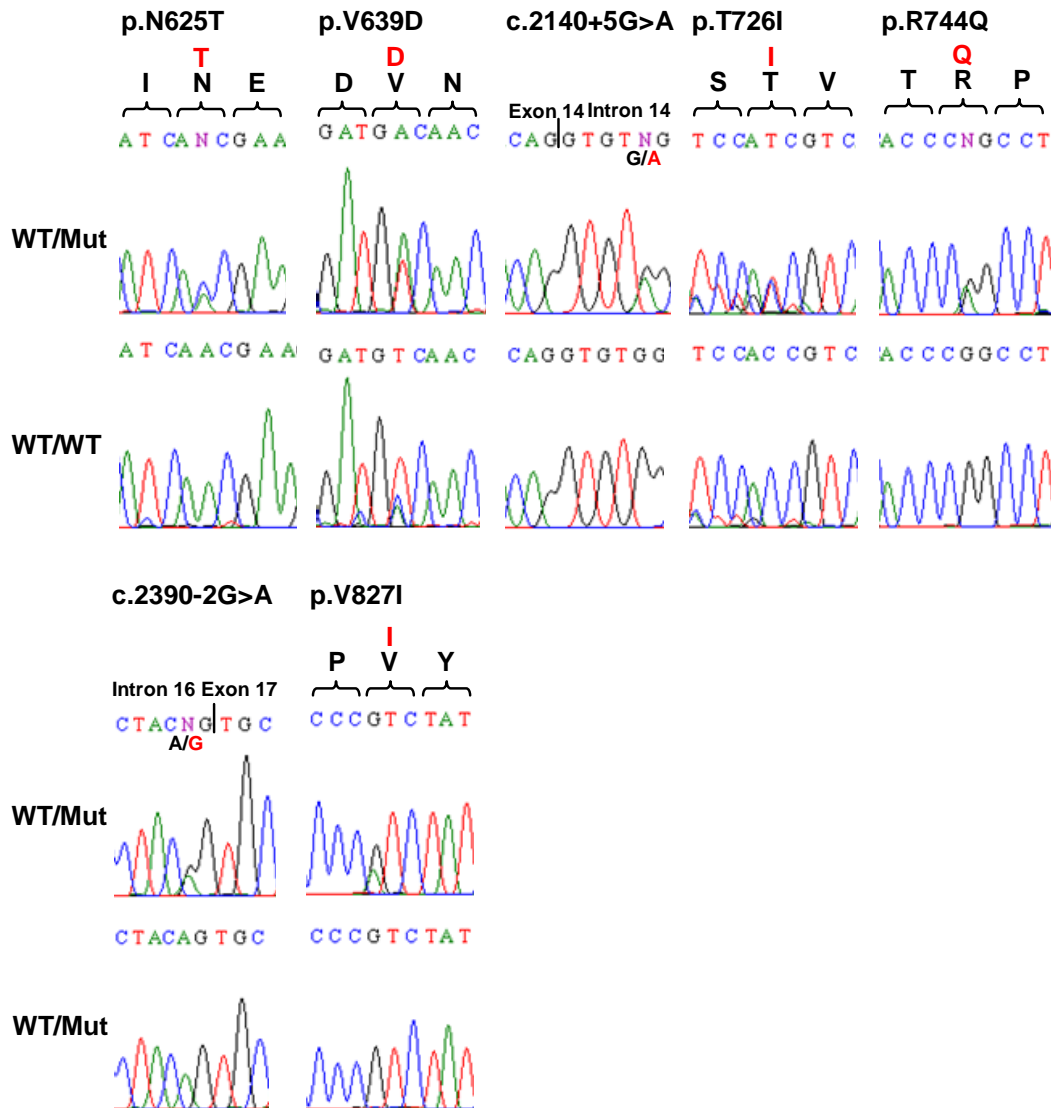 p.N625T p.V639D c.2140+5G>A p.T726I p.R744Q
T D I Q
I N E D V N S T V T R P
Exon 14 Intron 14
A T C A N C G A A G A T G A C A A C C A G G T G T N G T C C A T C G T C A C C C N G C C T
G/A
WT/Mut
A T C A A C G A A G A T G T C A A C C A G G T G T G G T C C A C C G T C A C C C G G C C T
WT/WT
c.2390-2G>A p.V827I
I
P V Y
Intron 16 Exon 17
C T A C N G T G C C C C G T C T A T
A/G
WT/Mut
C T A C A G T G C C C C G T C T A T
WT/Mut